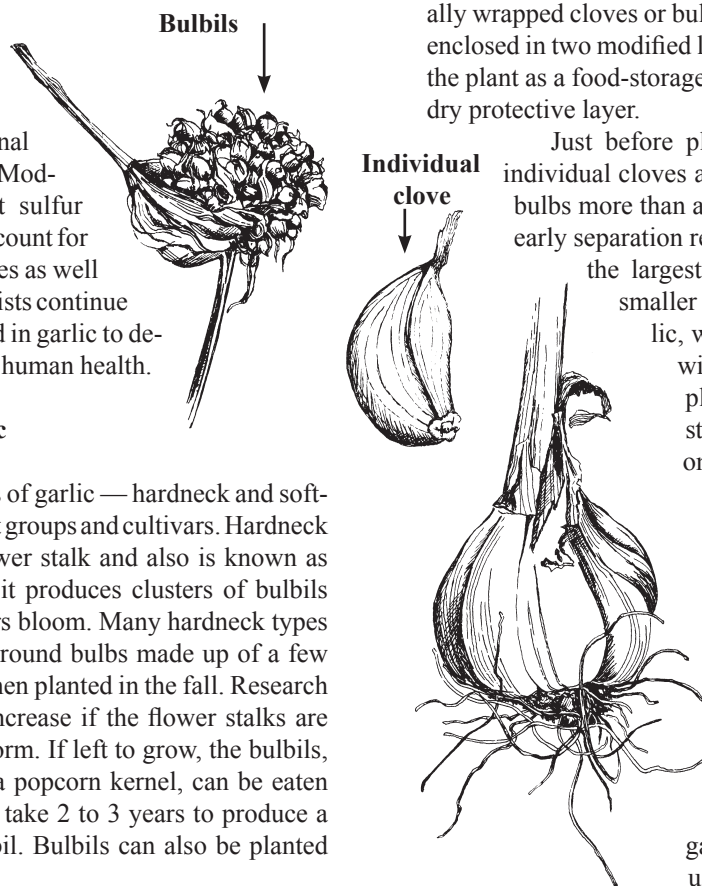 Bulbils
nal
Mod-
t sulfur
count for
es as well
ists continue
d in garlic to de-
human health.
c
s of garlic — hardneck and soft-
t groups and cultivars. Hardneck
wer stalk and also is known as
it produces clusters of bulbils
rs bloom. Many hardneck types
round bulbs made up of a few
hen planted in the fall. Research
ncrease if the flower stalks are
orm. If left to grow, the bulbils,
a popcorn kernel, can be eaten
take 2 to 3 years to produce a
oil. Bulbils can also be planted
Individual
clove
ally wrapped cloves or bul
enclosed in two modified l
the plant as a food-storage
dry protective layer.
Just before pl
individual cloves a
bulbs more than a
early separation re
the largest
smaller
lic, w
wi
pl
st
on
ga
u